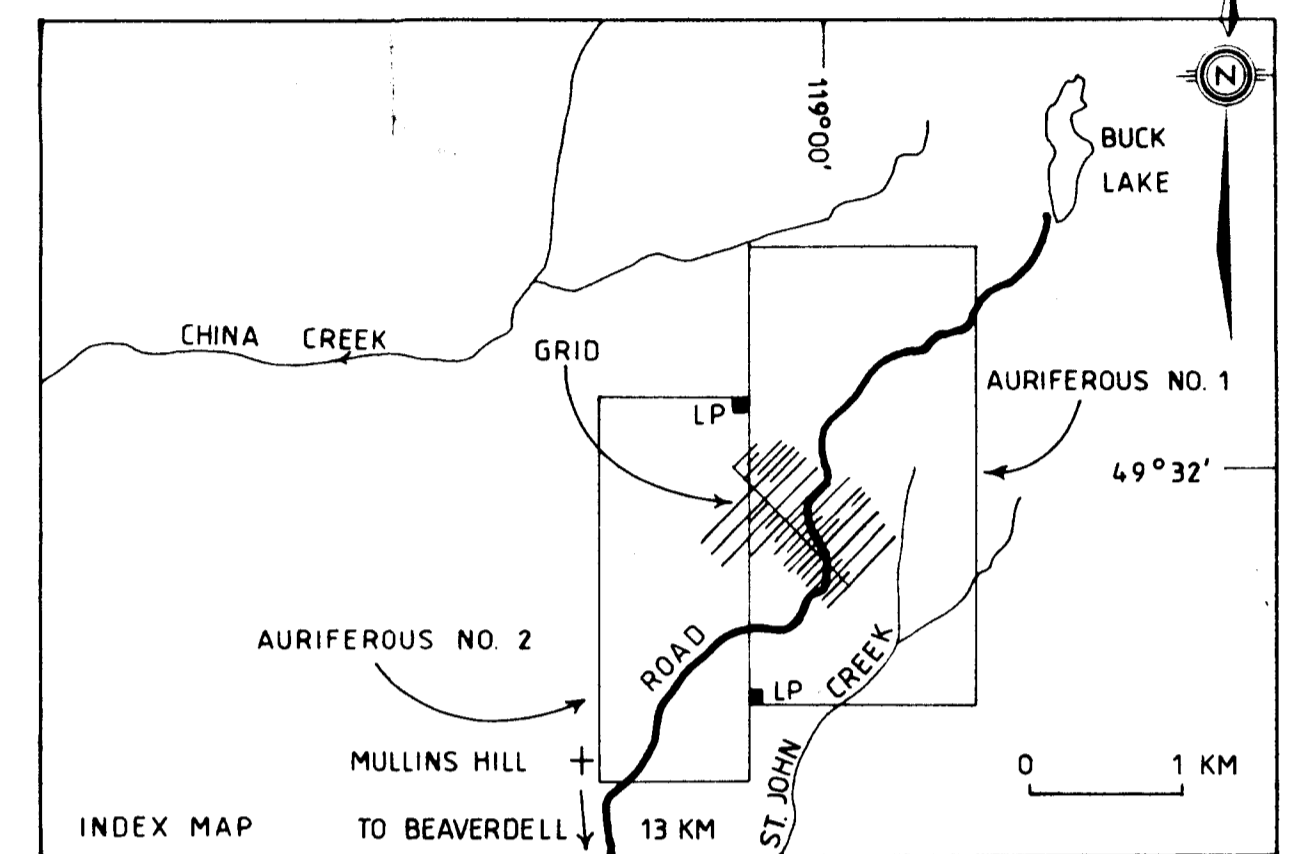 N
119°00'
BUCK
LAKE
CHINA CREEK
GRID
AURIFEROUS NO. 1
LP
49°32'
AURIFEROUS NO. 2
ROAD
LP
ST. JOHN CREEK
MULLINS HILL
0 1 KM
INDEX MAP
TO BEAVERDELL 13 KM